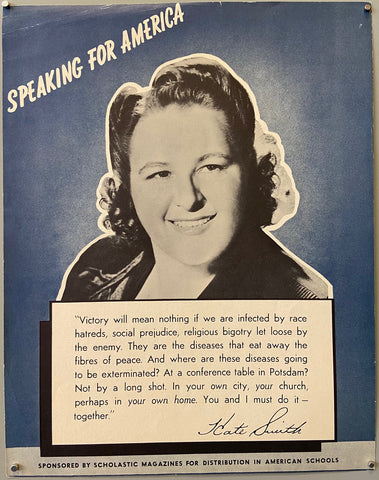 SPEAKING FOR AMERICA
"Victory will mean nothing if we are infected by race
hatreds, social prejudice, religious bigotry let loose by
the enemy. They are the diseases that eat away the
fibres of peace. And where are these diseases going
to be exterminated? At a conference table in Potsdam?
Not by a long shot. In your own city, your church,
perhaps in your own home. You and I must do it —
together."
Kate Smith
SPONSORED BY SCHOLASTIC MAGAZINES FOR DISTRIBUTION IN AMERICAN SCHOOLS